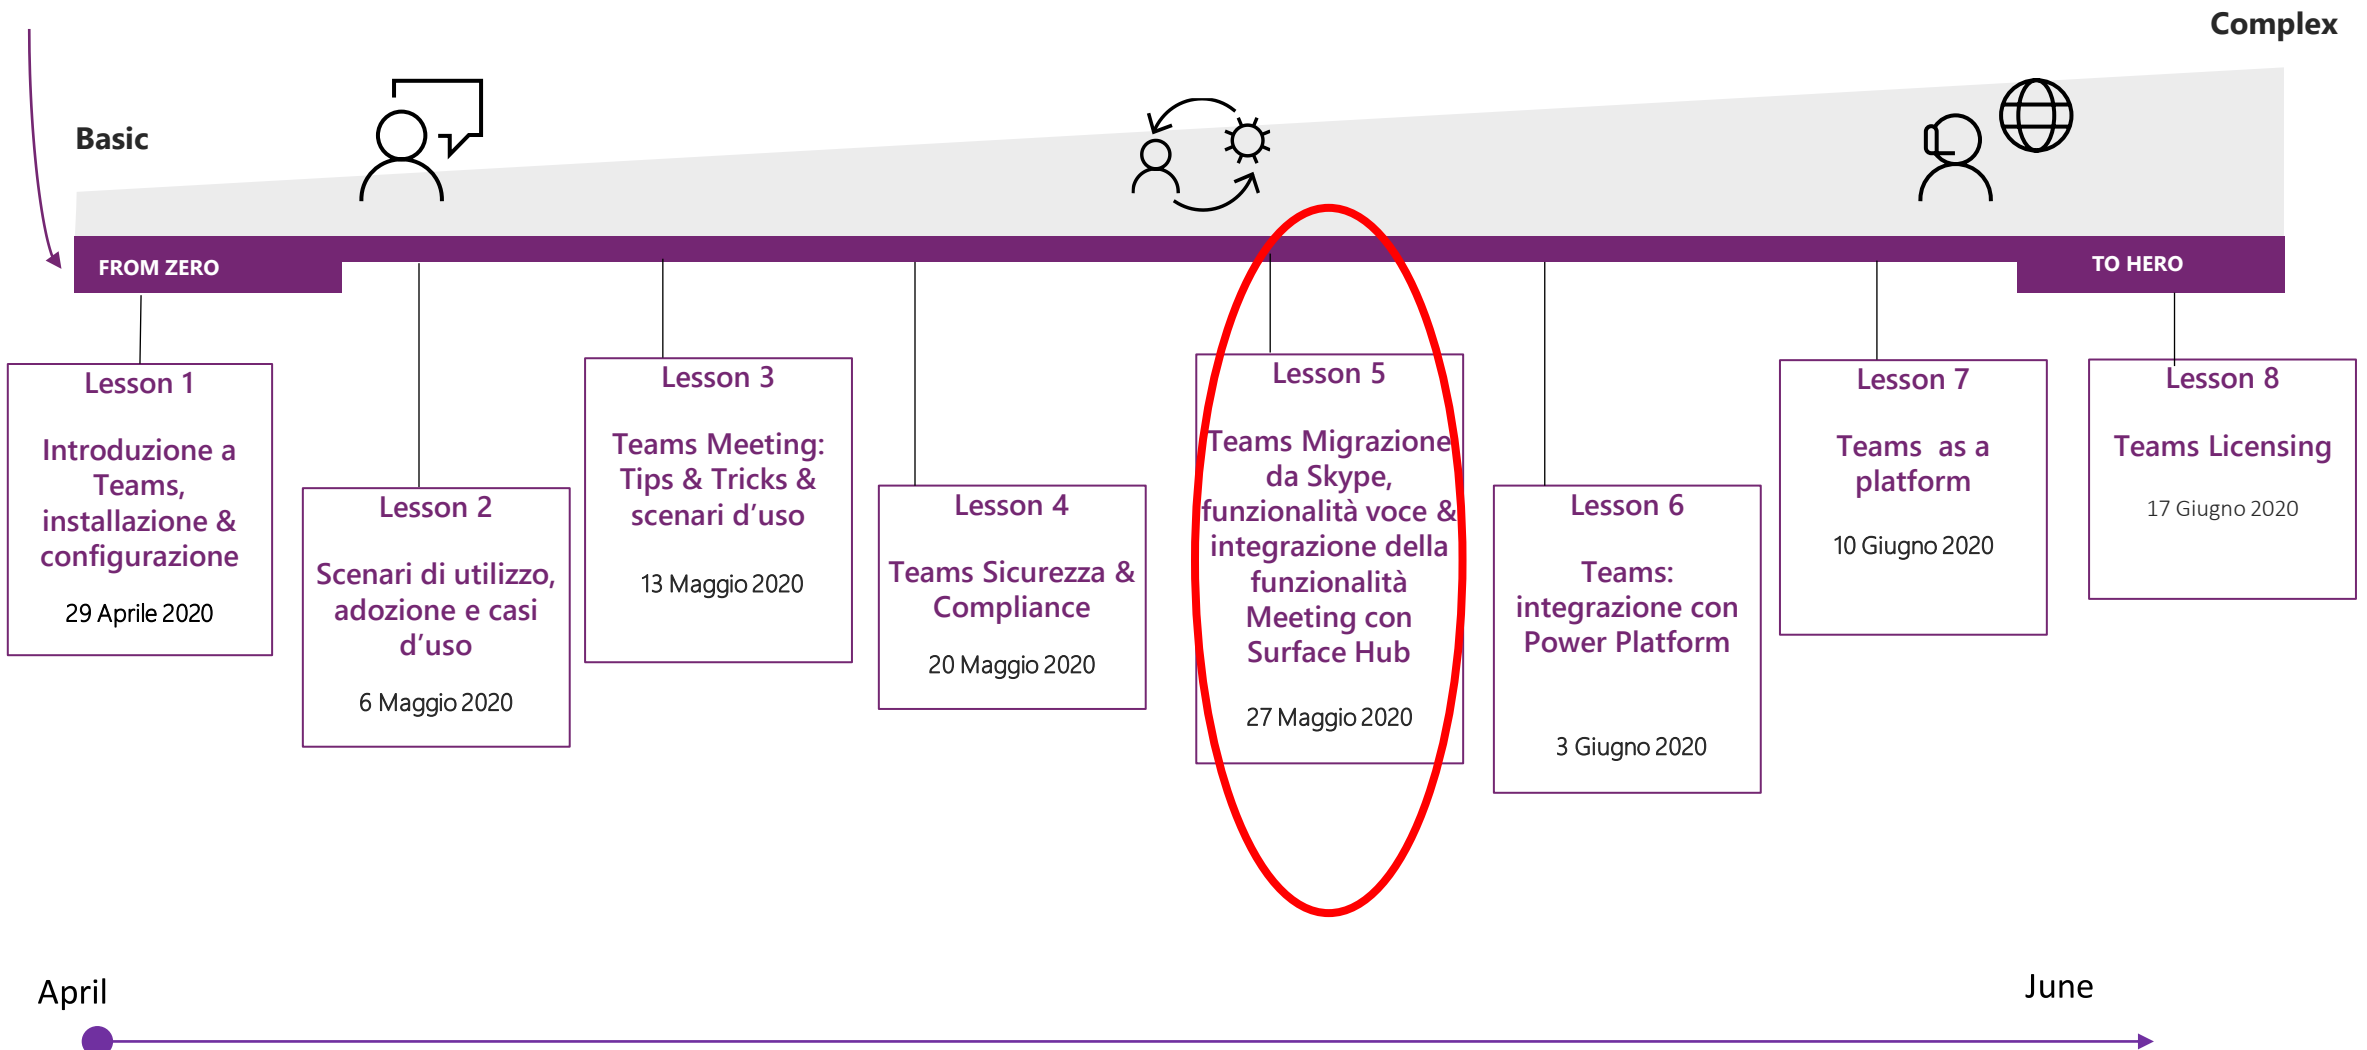 Complex
Basic
FROM ZERO
TO HERO
Lesson 1
Introduzione a
Teams,
installazione &
configurazione
29 Aprile 2020
Lesson 2
Scenari di utilizzo,
adozione e casi
d’uso
6 Maggio 2020
Lesson 3
Teams Meeting:
Tips & Tricks &
scenari d’uso
13 Maggio 2020
Lesson 4
Teams Sicurezza &
Compliance
20 Maggio 2020
Lesson 5
Teams Migrazione
da Skype,
funzionalità voce &
integrazione della
funzionalità
Meeting con
Surface Hub
27 Maggio 2020
Lesson 6
Teams:
integrazione con
Power Platform
3 Giugno 2020
Lesson 7
Teams as a
platform
10 Giugno 2020
Lesson 8
Teams Licensing
17 Giugno 2020
April
June